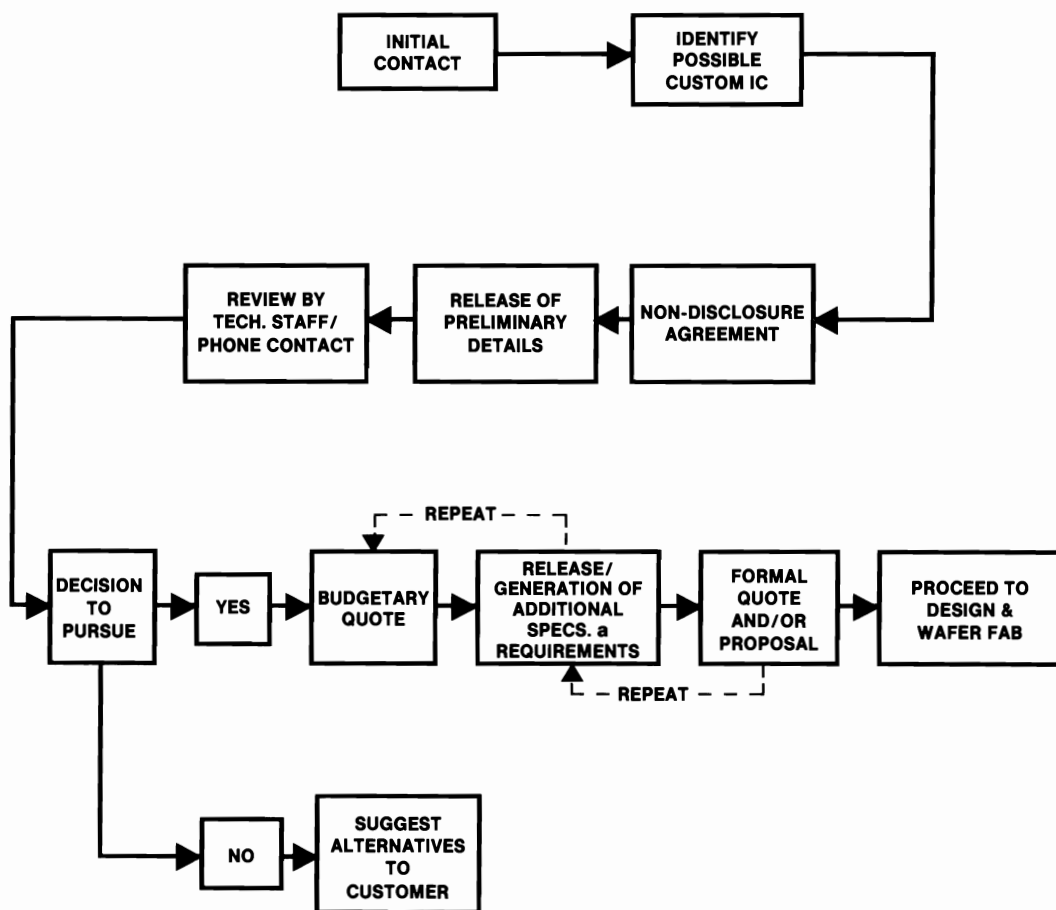 INITIAL
CONTACT
IDENTIFY
POSSIBLE
CUSTOM IC
REVIEW BY
TECH. STAFF/
PHONE CONTACT
RELEASE OF
PRELIMINARY
DETAILS
NON-DISCLOSURE
AGREEMENT
REPEAT
DECISION
TO
PURSUE
YES
BUDGETARY
QUOTE
RELEASE/
GENERATION OF
ADDITIONAL
SPECS. a
REQUIREMENTS
FORMAL
QUOTE
AND/OR
PROPOSAL
PROCEED TO
DESIGN &
WAFER FAB
REPEAT
NO
SUGGEST
ALTERNATIVES
TO
CUSTOMER